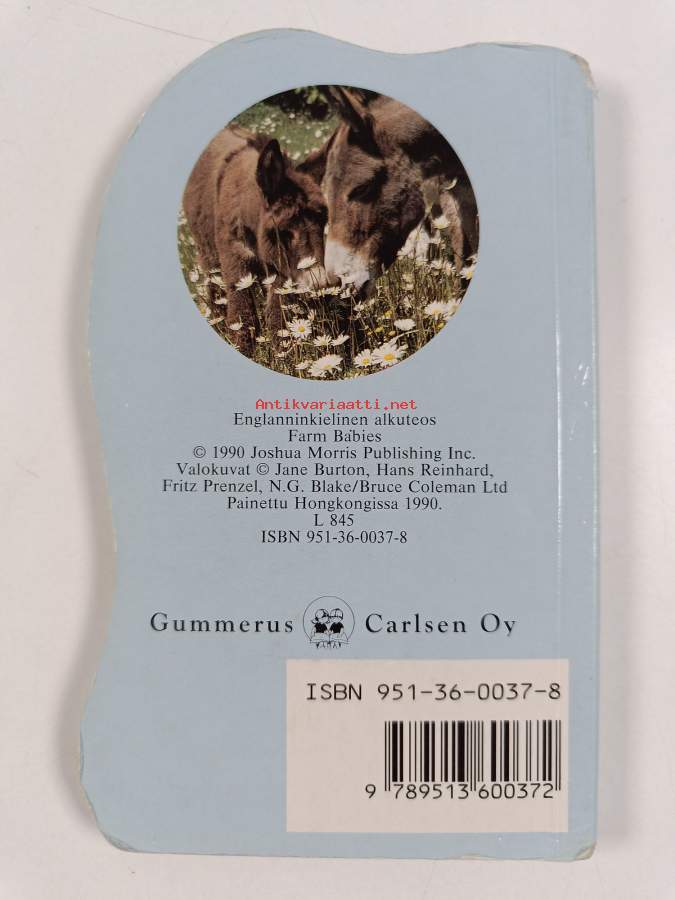 Antikvariaatti.net
Englanninkielinen alkuteos
Farm Babies
© 1990 Joshua Morris Publishing Inc.
Valokuvat © Jane Burton, Hans Reinhard,
Fritz Prenzel, N.G. Blake/Bruce Coleman Ltd
Painettu Hongkongissa 1990.
L 845
ISBN 951-36-0037-8
Gummerus Carlsen Oy
ISBN 951-36-0037-8
9 789513 600372